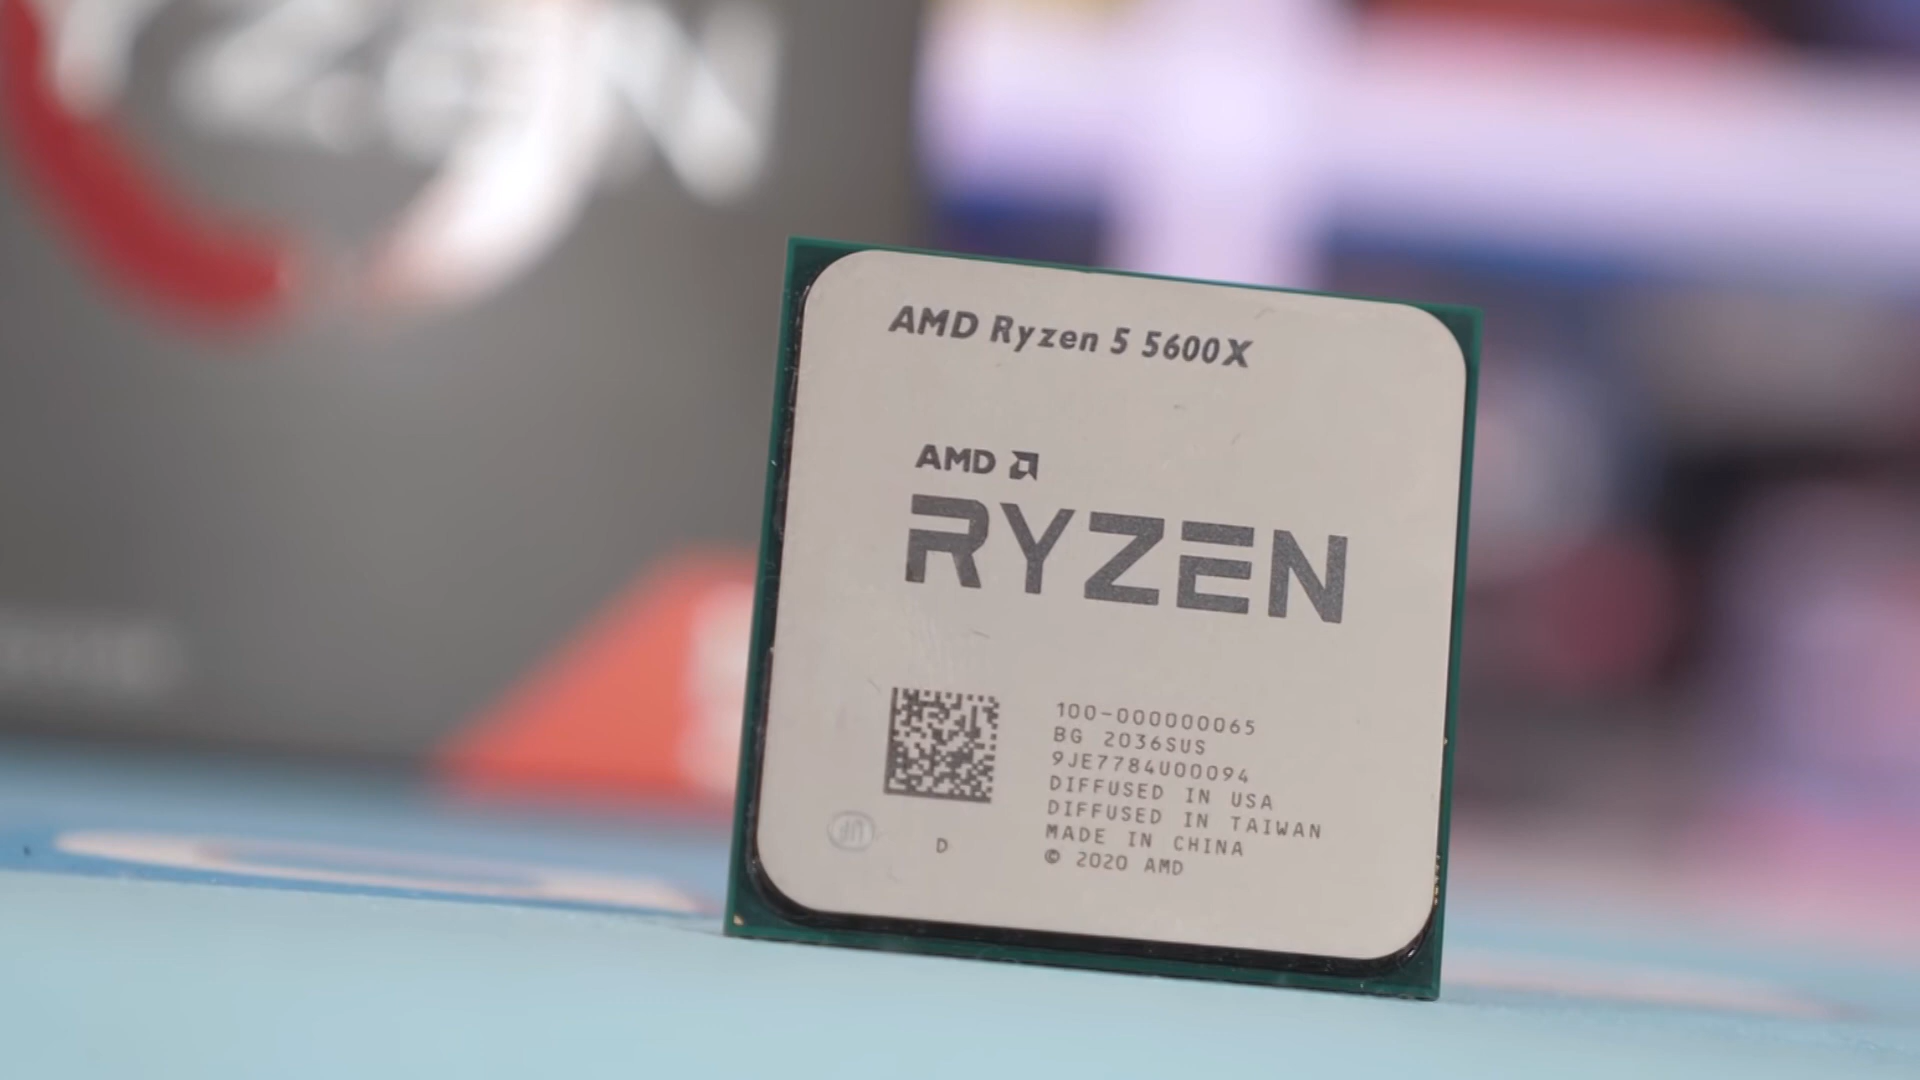 AMD Ryzen 5 5600X
AMD
RYZEN
100-000000065
BG 2036SUS
9JE7784U00094
DIFFUSED IN USA
DIFFUSED IN TAIWAN
MADE IN CHINA
© 2020 AMD
D